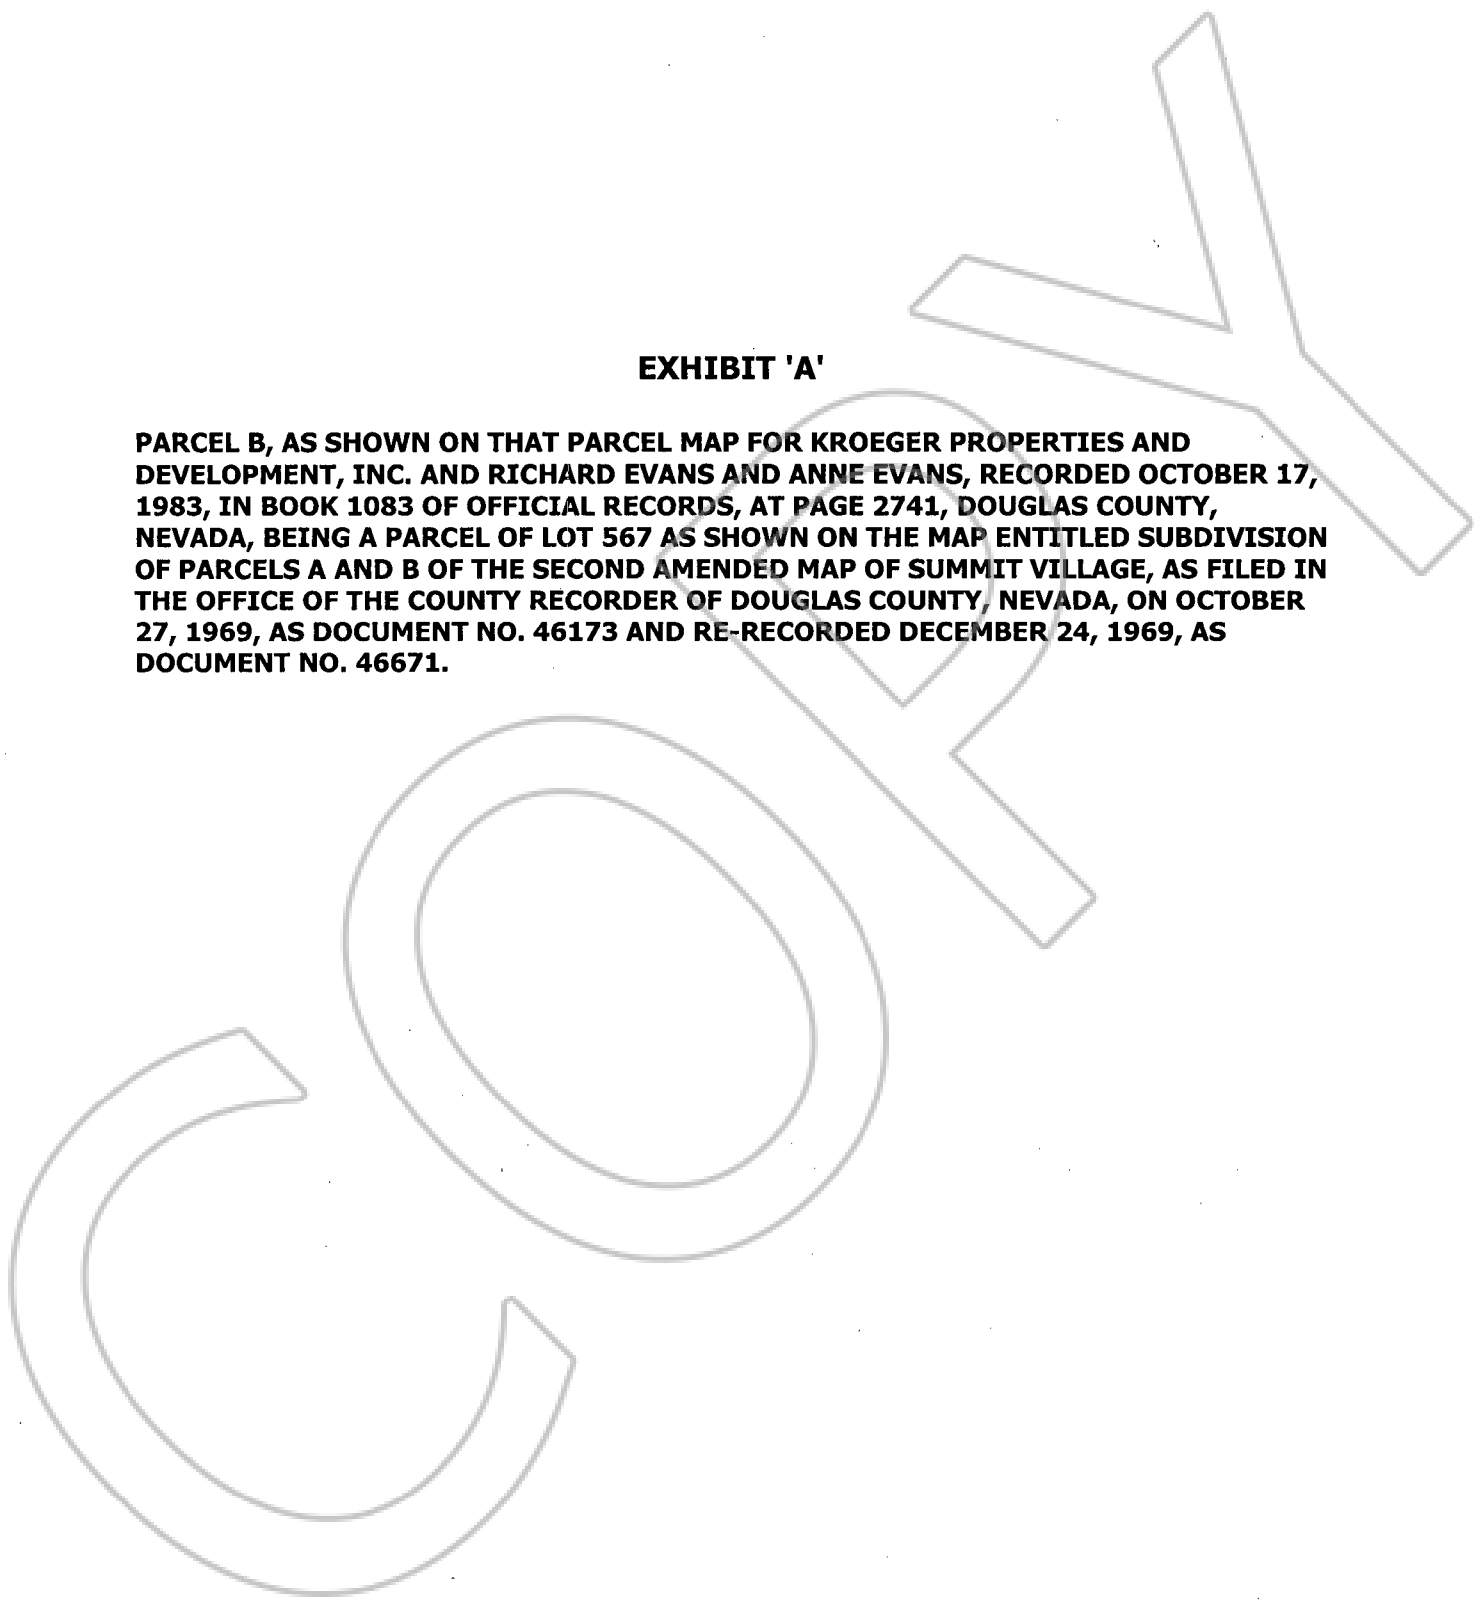 EXHIBIT 'A'
PARCEL B, AS SHOWN ON THAT PARCEL MAP FOR KROEGER PROPERTIES AND
DEVELOPMENT, INC. AND RICHARD EVANS AND ANNE EVANS, RECORDED OCTOBER 17,
1983, IN BOOK 1083 OF OFFICIAL RECORDS, AT PAGE 2741, DOUGLAS COUNTY,
NEVADA, BEING A PARCEL OF LOT 567 AS SHOWN ON THE MAP ENTITLED SUBDIVISION
OF PARCELS A AND B OF THE SECOND AMENDED MAP OF SUMMIT VILLAGE, AS FILED IN
THE OFFICE OF THE COUNTY RECORDER OF DOUGLAS COUNTY, NEVADA, ON OCTOBER
27, 1969, AS DOCUMENT NO. 46173 AND RE-RECORDED DECEMBER 24, 1969, AS
DOCUMENT NO. 46671.
COPY